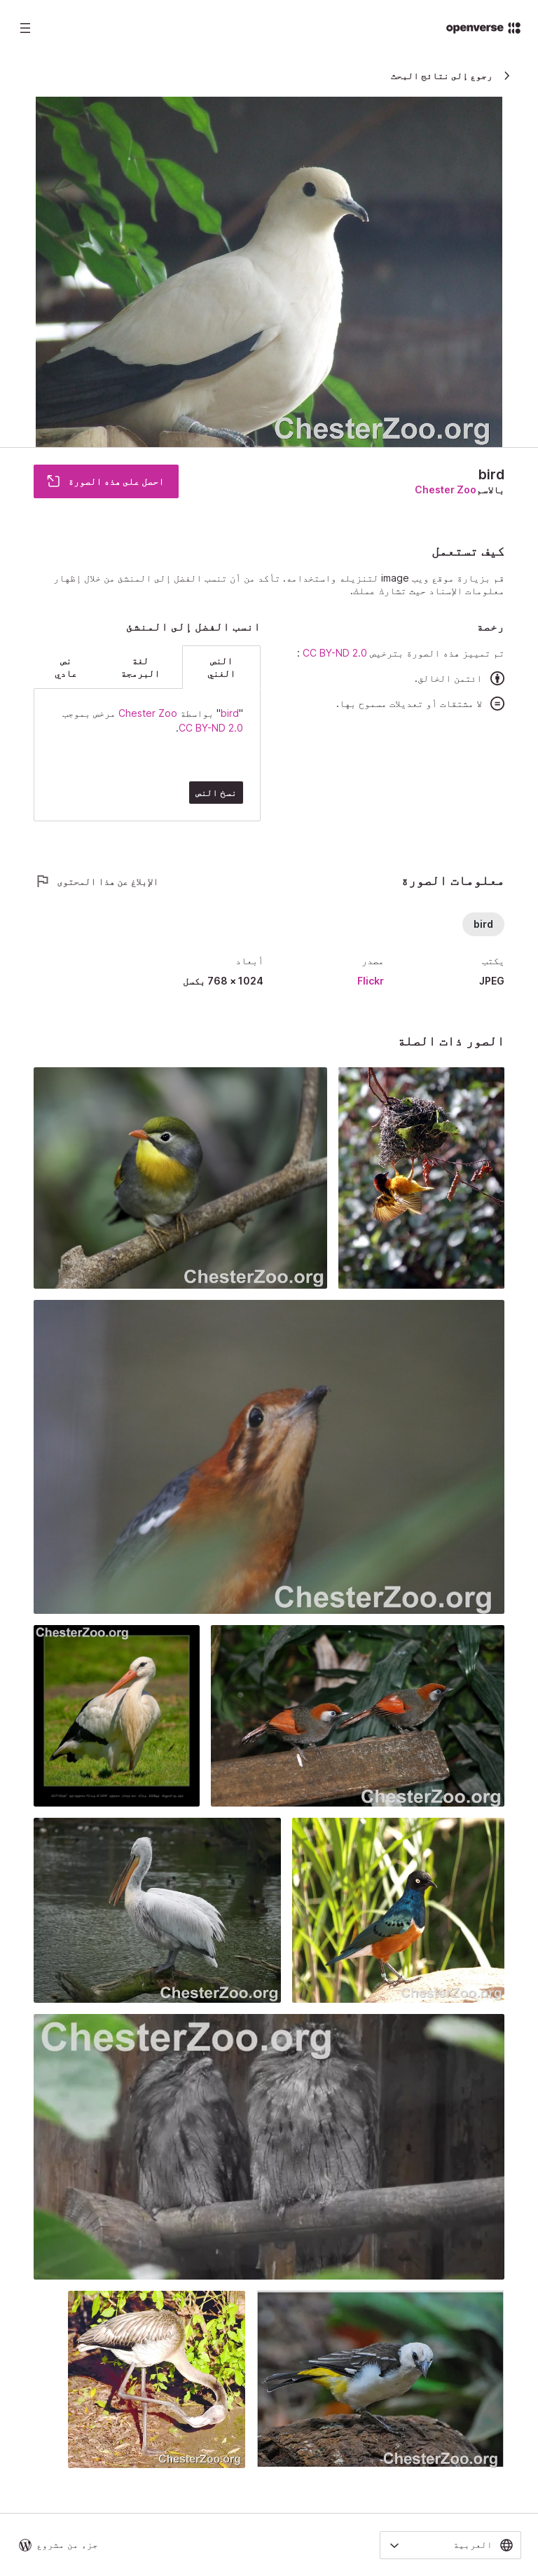 openverse
رجوع إلى نتائج البحث
ChesterZoo.org
bird
بالاسم Chester Zoo
احصل على هذه الصورة
كيف تستعمل
قم بزيارة موقع ويب image لتنزيله واستخدامه. تأكد من أن تنسب الفضل إلى المنشئ من خلال إظهار
معلومات الإسناد حيث تشارك عملك.
رخصة
تم تمييز هذه الصورة بترخيص CC BY-ND 2.0 :
ائتمن الخالق.
لا مشتقات أو تعديلات مسموح بها.
انسب الفضل إلى المنشئ
النص الغني
لغة البرمجة
نص عادي
"bird" بواسطة Chester Zoo مرخص بموجب
CC BY-ND 2.0.
نسخ النص
معلومات الصورة
الإبلاغ عن هذا المحتوى
bird
يكتب
مصدر
أبعاد
JPEG
Flickr
1024 × 768 بكسل
الصور ذات الصلة
ChesterZoo.org
ChesterZoo.org
ChesterZoo.org
ChesterZoo.org
ChesterZoo.org
ChesterZoo.org
ChesterZoo.org
ChesterZoo.org
ChesterZoo.org
العربية
جزء من مشروع